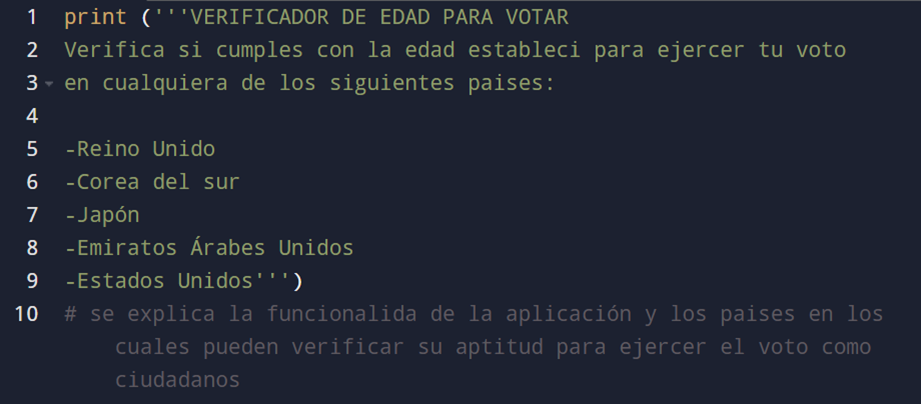 1 print ('''VERIFICADOR DE EDAD PARA VOTAR
2 Verifica si cumples con la edad estableci para ejercer tu voto
3 en cualquiera de los siguientes paises:
4
5 -Reino Unido
6 -Corea del sur
7 -Japón
8 -Emiratos Árabes Unidos
9 -Estados Unidos''')
10 # se explica la funcionalida de la aplicación y los paises en los
cuales pueden verificar su aptitud para ejercer el voto como
ciudadanos